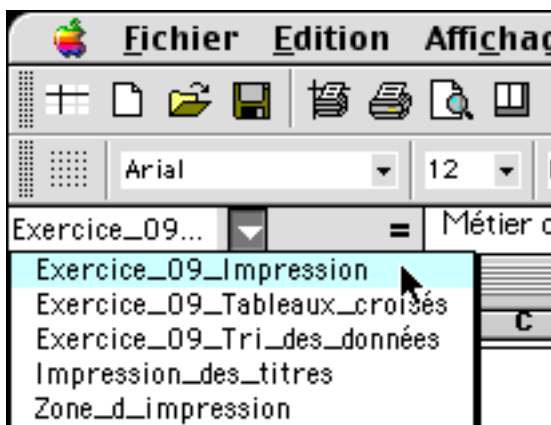 Fichier Edition Affichag
Arial 12
Exercice_09... = Métier
Exercice_09_Impression
Exercice_09_Tableaux_croisés
Exercice_09_Tri_des_données
C
Impression_des_titres
Zone_d_impression